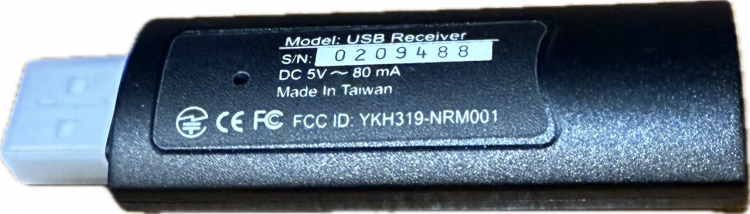 Model: USB Receiver
S/N: 0209488
DC 5V ~ 80 mA
Made In Taiwan
CE FC FCC ID: YKH319-NRM001